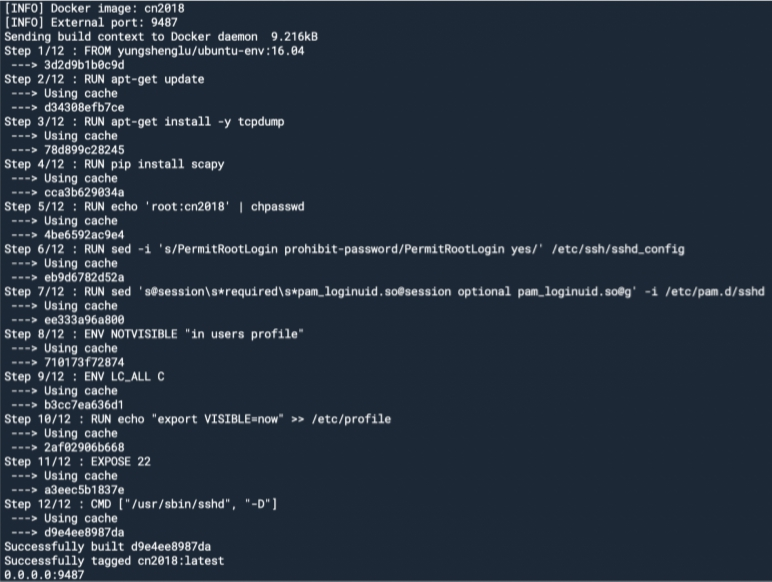 [INFO] Docker image: cn2018
[INFO] External port: 9487
Sending build context to Docker daemon  9.216kB
Step 1/12 : FROM yungshenglu/ubuntu-env:16.04
 ---> 3d2d9b1b0c9d
Step 2/12 : RUN apt-get update
 ---> Using cache
 ---> d34308efb7ce
Step 3/12 : RUN apt-get install -y tcpdump
 ---> Using cache
 ---> 78d899c28245
Step 4/12 : RUN pip install scapy
 ---> Using cache
 ---> cca3b629034a
Step 5/12 : RUN echo 'root:cn2018' | chpasswd
 ---> Using cache
 ---> 4be6592ac9e4
Step 6/12 : RUN sed -i 's/PermitRootLogin prohibit-password/PermitRootLogin yes/' /etc/ssh/sshd_config
 ---> Using cache
 ---> eb9d6782d52a
Step 7/12 : RUN sed 's@session\s*required\s*pam_loginuid.so@session optional pam_loginuid.so@g' -i /etc/pam.d/sshd
 ---> Using cache
 ---> ee333a96a800
Step 8/12 : ENV NOTVISIBLE "in users profile"
 ---> Using cache
 ---> 710173f72874
Step 9/12 : ENV LC_ALL C
 ---> Using cache
 ---> b3cc7ea636d1
Step 10/12 : RUN echo "export VISIBLE=now" >> /etc/profile
 ---> Using cache
 ---> 2af02906b668
Step 11/12 : EXPOSE 22
 ---> Using cache
 ---> a3eec5b1837e
Step 12/12 : CMD ["/usr/sbin/sshd", "-D"]
 ---> Using cache
 ---> d9e4ee8987da
Successfully built d9e4ee8987da
Successfully tagged cn2018:latest
0.0.0.0:9487